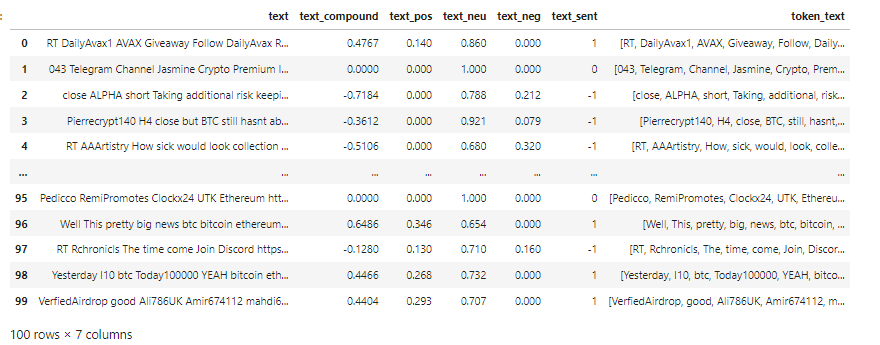 :
text text_compound text_pos text_neu text_neg text_sent token_text
0 RT DailyAvax1 AVAX Giveaway Follow DailyAvax R... 0.4767 0.140 0.860 0.000 1 [RT, DailyAvax1, AVAX, Giveaway, Follow, Daily...
1 043 Telegram Channel Jasmine Crypto Premium I... 0.0000 0.000 1.000 0.000 0 [043, Telegram, Channel, Jasmine, Crypto, Prem...
2 close ALPHA short Taking additional risk keepi... -0.7184 0.000 0.788 0.212 -1 [close, ALPHA, short, Taking, additional, risk...
3 Pierrecrypt140 H4 close but BTC still hasnt ab... -0.3612 0.000 0.921 0.079 -1 [Pierrecrypt140, H4, close, BTC, still, hasnt,...
4 RT AAArtistry How sick would look collection ... -0.5106 0.000 0.680 0.320 -1 [RT, AAArtistry, How, sick, would, look, colle...
... ... ... ... ... ... ... ...
95 Pedicco RemiPromotes Clockx24 UTK Ethereum htt... 0.0000 0.000 1.000 0.000 0 [Pedicco, RemiPromotes, Clockx24, UTK, Ethereu...
96 Well This pretty big news btc bitcoin ethereum... 0.6486 0.346 0.654 0.000 1 [Well, This, pretty, big, news, btc, bitcoin, ...
97 RT Rchronicls The time come Join Discord https... -0.1280 0.130 0.710 0.160 -1 [RT, Rchronicls, The, time, come, Join, Discor...
98 Yesterday I10 btc Today100000 YEAH bitcoin eth... 0.4466 0.268 0.732 0.000 1 [Yesterday, I10, btc, Today100000, YEAH, bitco...
99 VerfiedAirdrop good Ali786UK Amir674112 mahdi6... 0.4404 0.293 0.707 0.000 1 [VerfiedAirdrop, good, Ali786UK, Amir674112, m...
100 rows × 7 columns